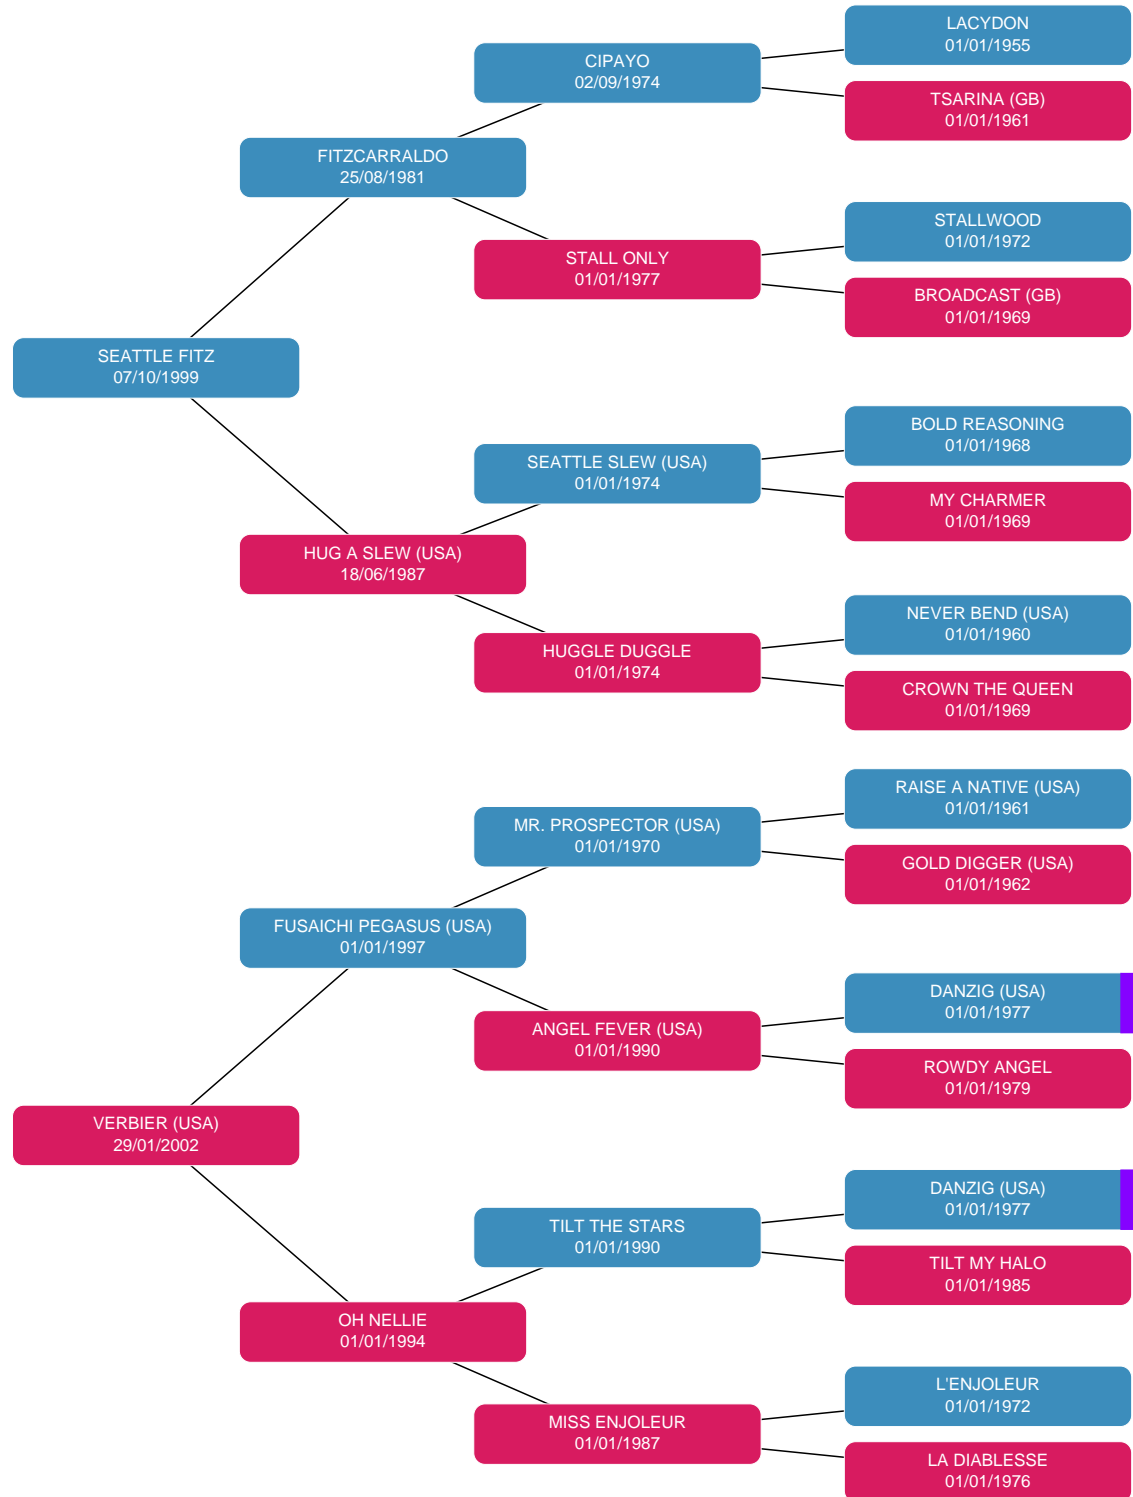 LACYDON
01/01/1955
CIPAYO
02/09/1974
TSARINA (GB)
01/01/1961
FITZCARRALDO
25/08/1981
STALLWOOD
01/01/1972
STALL ONLY
01/01/1977
BROADCAST (GB)
01/01/1969
SEATTLE FITZ
07/10/1999
BOLD REASONING
01/01/1968
SEATTLE SLEW (USA)
01/01/1974
MY CHARMER
01/01/1969
HUG A SLEW (USA)
18/06/1987
NEVER BEND (USA)
01/01/1960
HUGGLE DUGGLE
01/01/1974
CROWN THE QUEEN
01/01/1969
RAISE A NATIVE (USA)
01/01/1961
MR. PROSPECTOR (USA)
01/01/1970
GOLD DIGGER (USA)
01/01/1962
FUSAICHI PEGASUS (USA)
01/01/1997
DANZIG (USA)
01/01/1977
ANGEL FEVER (USA)
01/01/1990
ROWDY ANGEL
01/01/1979
VERBIER (USA)
29/01/2002
DANZIG (USA)
01/01/1977
TILT THE STARS
01/01/1990
TILT MY HALO
01/01/1985
OH NELLIE
01/01/1994
L'ENJOLEUR
01/01/1972
MISS ENJOLEUR
01/01/1987
LA DIABLESSE
01/01/1976